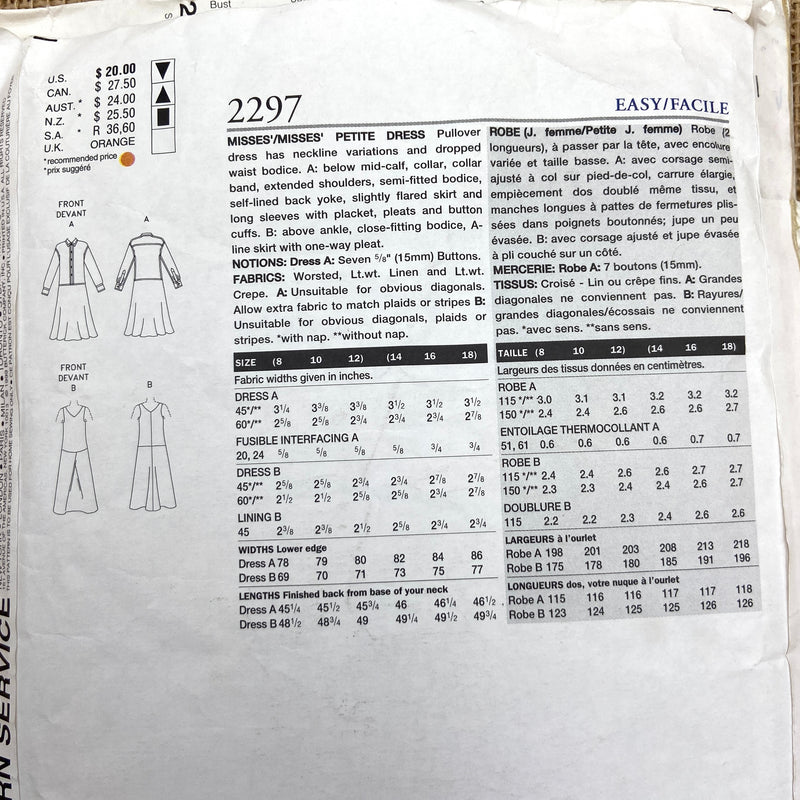 2
Bust
U.S. $ 20.00
CAN. $ 27.50
AUST.* $ 24.00
N.Z. * $ 25.50
S.A. * R 36,60
U.K. ORANGE
*recommended price
*prix suggéré
FRONT
DEVANT
A
A
FRONT
DEVANT
B
B
2297
EASY/FACILE
MISSES'/MISSES' PETITE DRESS Pullover
dress has neckline variations and dropped
waist bodice. A: below mid-calf, collar, collar
band, extended shoulders, semi-fitted bodice,
self-lined back yoke, slightly flared skirt and
long sleeves with placket, pleats and button
cuffs. B: above ankle, close-fitting bodice, A-
line skirt with one-way pleat.
NOTIONS: Dress A: Seven 5/8" (15mm) Buttons.
FABRICS: Worsted, Lt.wt. Linen and Lt.wt.
Crepe. A: Unsuitable for obvious diagonals.
Allow extra fabric to match plaids or stripes B:
Unsuitable for obvious diagonals, plaids or
stripes. *with nap. **without nap.
SIZE (8 10 12) (14 16 18)
Fabric widths given in inches.
DRESS A
45*/** 3 1/4 3 3/8 3 3/8 3 1/2 3 1/2 3 1/2
60*/** 2 5/8 2 5/8 2 3/4 2 3/4 2 3/4 2 7/8
FUSIBLE INTERFACING A
20, 24 5/8 5/8 5/8 5/8 3/4 3/4
DRESS B
45*/** 2 5/8 2 5/8 2 3/4 2 3/4 2 7/8 2 7/8
60*/** 2 1/2 2 1/2 2 5/8 2 5/8 2 3/4 2 7/8
LINING B
45 2 3/8 2 3/8 2 1/2 2 5/8 2 3/4 2 3/4
WIDTHS Lower edge
Dress A 78 79 80 82 84 86
Dress B 69 70 71 73 75 77
LENGTHS Finished back from base of your neck
Dress A 45 1/4 45 1/2 45 3/4 46 46 1/4 46 1/2
Dress B 48 1/2 48 3/4 49 49 1/4 49 1/2 49 3/4
ROBE (J. femme/Petite J. femme) Robe (2
longueurs), à passer par la tête, avec encolure
variée et taille basse. A: avec corsage semi-
ajusté à col sur pied-de-col, carrure élargie,
empiècement dos doublé même tissu, et
manches longues à pattes de fermetures plis-
sées dans poignets boutonnés; jupe un peu
évasée. B: avec corsage ajusté et jupe évasée
à pli couché sur un côté.
MERCERIE: Robe A: 7 boutons (15mm).
TISSUS: Croisé - Lin ou crêpe fins. A: Grandes
diagonales ne conviennent pas. B: Rayures/
grandes diagonales/écossais ne conviennent
pas. *avec sens. **sans sens.
TAILLE (8 10 12) (14 16 18)
Largeurs des tissus données en centimètres.
ROBE A
115 */** 3.0 3.1 3.1 3.2 3.2 3.2
150 */** 2.4 2.4 2.6 2.6 2.6 2.7
ENTOILAGE THERMOCOLLANT A
51, 61 0.6 0.6 0.6 0.6 0.7 0.7
ROBE B
115 */** 2.4 2.4 2.6 2.6 2.7 2.7
150 */** 2.3 2.3 2.4 2.4 2.6 2.7
DOUBLURE B
115 2.2 2.2 2.3 2.4 2.6 2.6
LARGEURS à l'ourlet
Robe A 198 201 203 208 213 218
Robe B 175 178 180 185 191 196
LONGUEURS dos, votre nuque à l'ourlet
Robe A 115 116 116 117 117 118
Robe B 123 124 125 125 126 126
RN SERVICE